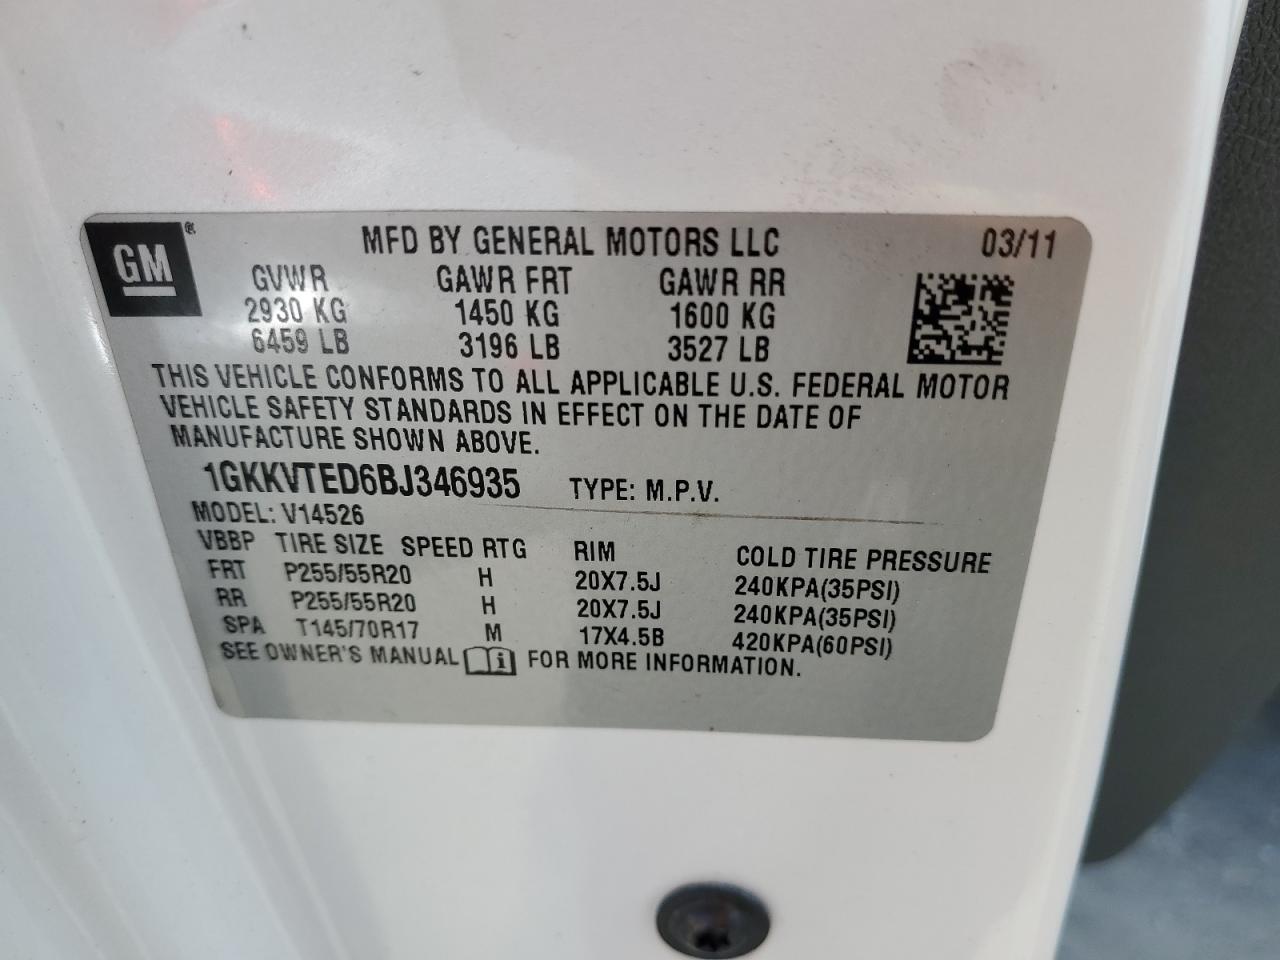 GM ®
MFD BY GENERAL MOTORS LLC 03/11
GVWR GAWR FRT GAWR RR
2930 KG 1450 KG 1600 KG
6459 LB 3196 LB 3527 LB
THIS VEHICLE CONFORMS TO ALL APPLICABLE U.S. FEDERAL MOTOR
VEHICLE SAFETY STANDARDS IN EFFECT ON THE DATE OF
MANUFACTURE SHOWN ABOVE.
1GKKVTED6BJ346935 TYPE: M.P.V.
MODEL: V14526
VBBP TIRE SIZE SPEED RTG RIM COLD TIRE PRESSURE
FRT P255/55R20 H 20X7.5J 240KPA(35PSI)
RR P255/55R20 H 20X7.5J 240KPA(35PSI)
SPA T145/70R17 M 17X4.5B 420KPA(60PSI)
SEE OWNER'S MANUAL i FOR MORE INFORMATION.